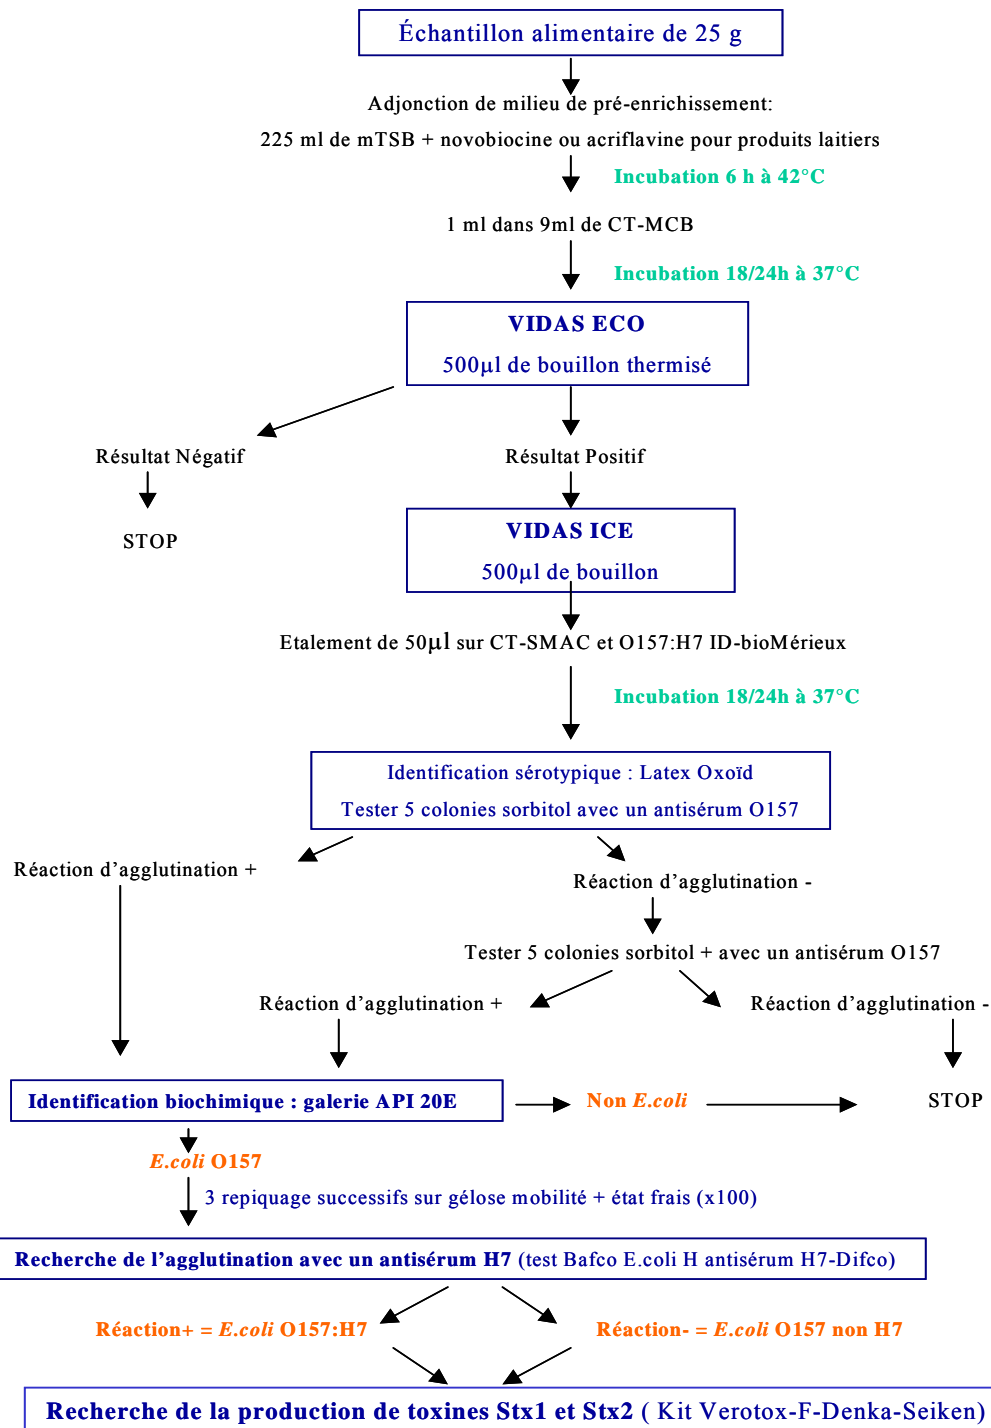 Échantillon alimentaire de 25 g
Adjonction de milieu de pré-enrichissement:
225 ml de mTSB + novobiocine ou acriflavine pour produits laitiers
Incubation 6 h à 42°C
1 ml dans 9ml de CT-MCB
Incubation 18/24h à 37°C
VIDAS ECO
500µl de bouillon thermisé
Résultat Négatif
Résultat Positif
STOP
VIDAS ICE
500µl de bouillon
Etalement de 50µl sur CT-SMAC et O157:H7 ID-bioMérieux
Incubation 18/24h à 37°C
Identification sérotypique : Latex Oxoïd
Tester 5 colonies sorbitol avec un antisérum O157
Réaction d’agglutination +
Réaction d’agglutination -
Tester 5 colonies sorbitol + avec un antisérum O157
Réaction d’agglutination +
Réaction d’agglutination -
Identification biochimique : galerie API 20E
Non E.coli
STOP
E.coli O157
3 repiquage successifs sur gélose mobilité + état frais (x100)
Recherche de l’agglutination avec un antisérum H7 (test Bafco E.coli H antisérum H7-Difco)
Réaction+ = E.coli O157:H7
Réaction- = E.coli O157 non H7
Recherche de la production de toxines Stx1 et Stx2 ( Kit Verotox-F-Denka-Seiken)